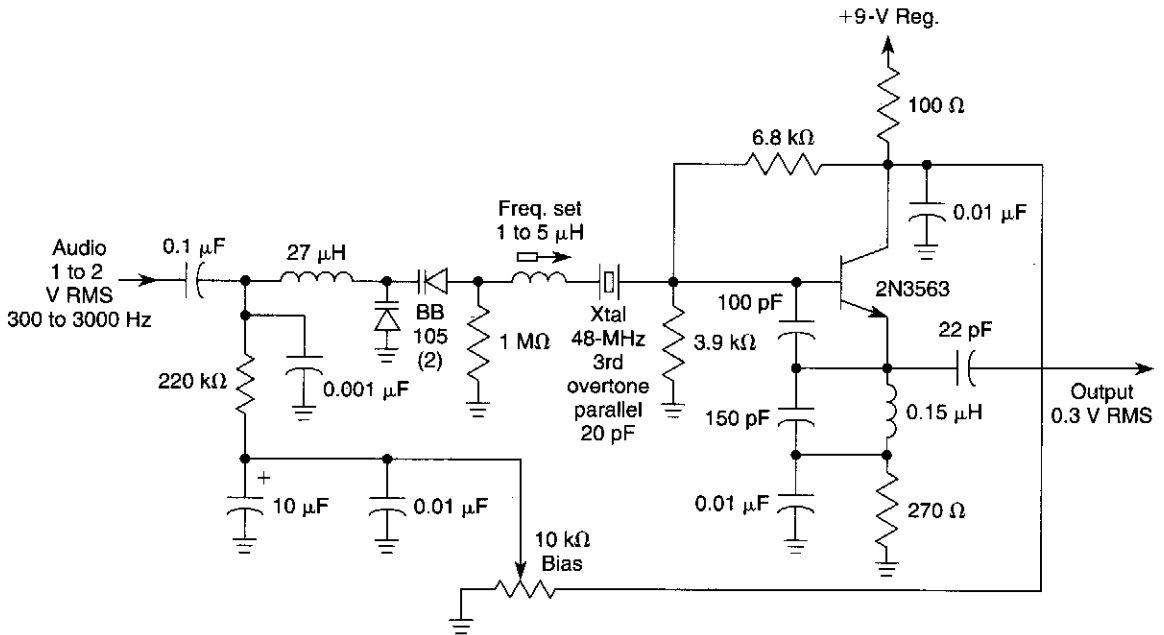 +9-V Reg.
100 Ω
6.8 kΩ
0.01 µF
Freq. set
1 to 5 µH
Audio
1 to 2
V RMS
300 to 3000 Hz
0.1 µF
27 µH
BB
105
(2)
1 MΩ
Xtal
48-MHz
3rd
overtone
parallel
20 pF
100 pF
3.9 kΩ
2N3563
22 pF
220 kΩ
0.001 µF
150 pF
0.15 µH
Output
0.3 V RMS
+
10 µF
0.01 µF
0.01 µF
270 Ω
10 kΩ
Bias